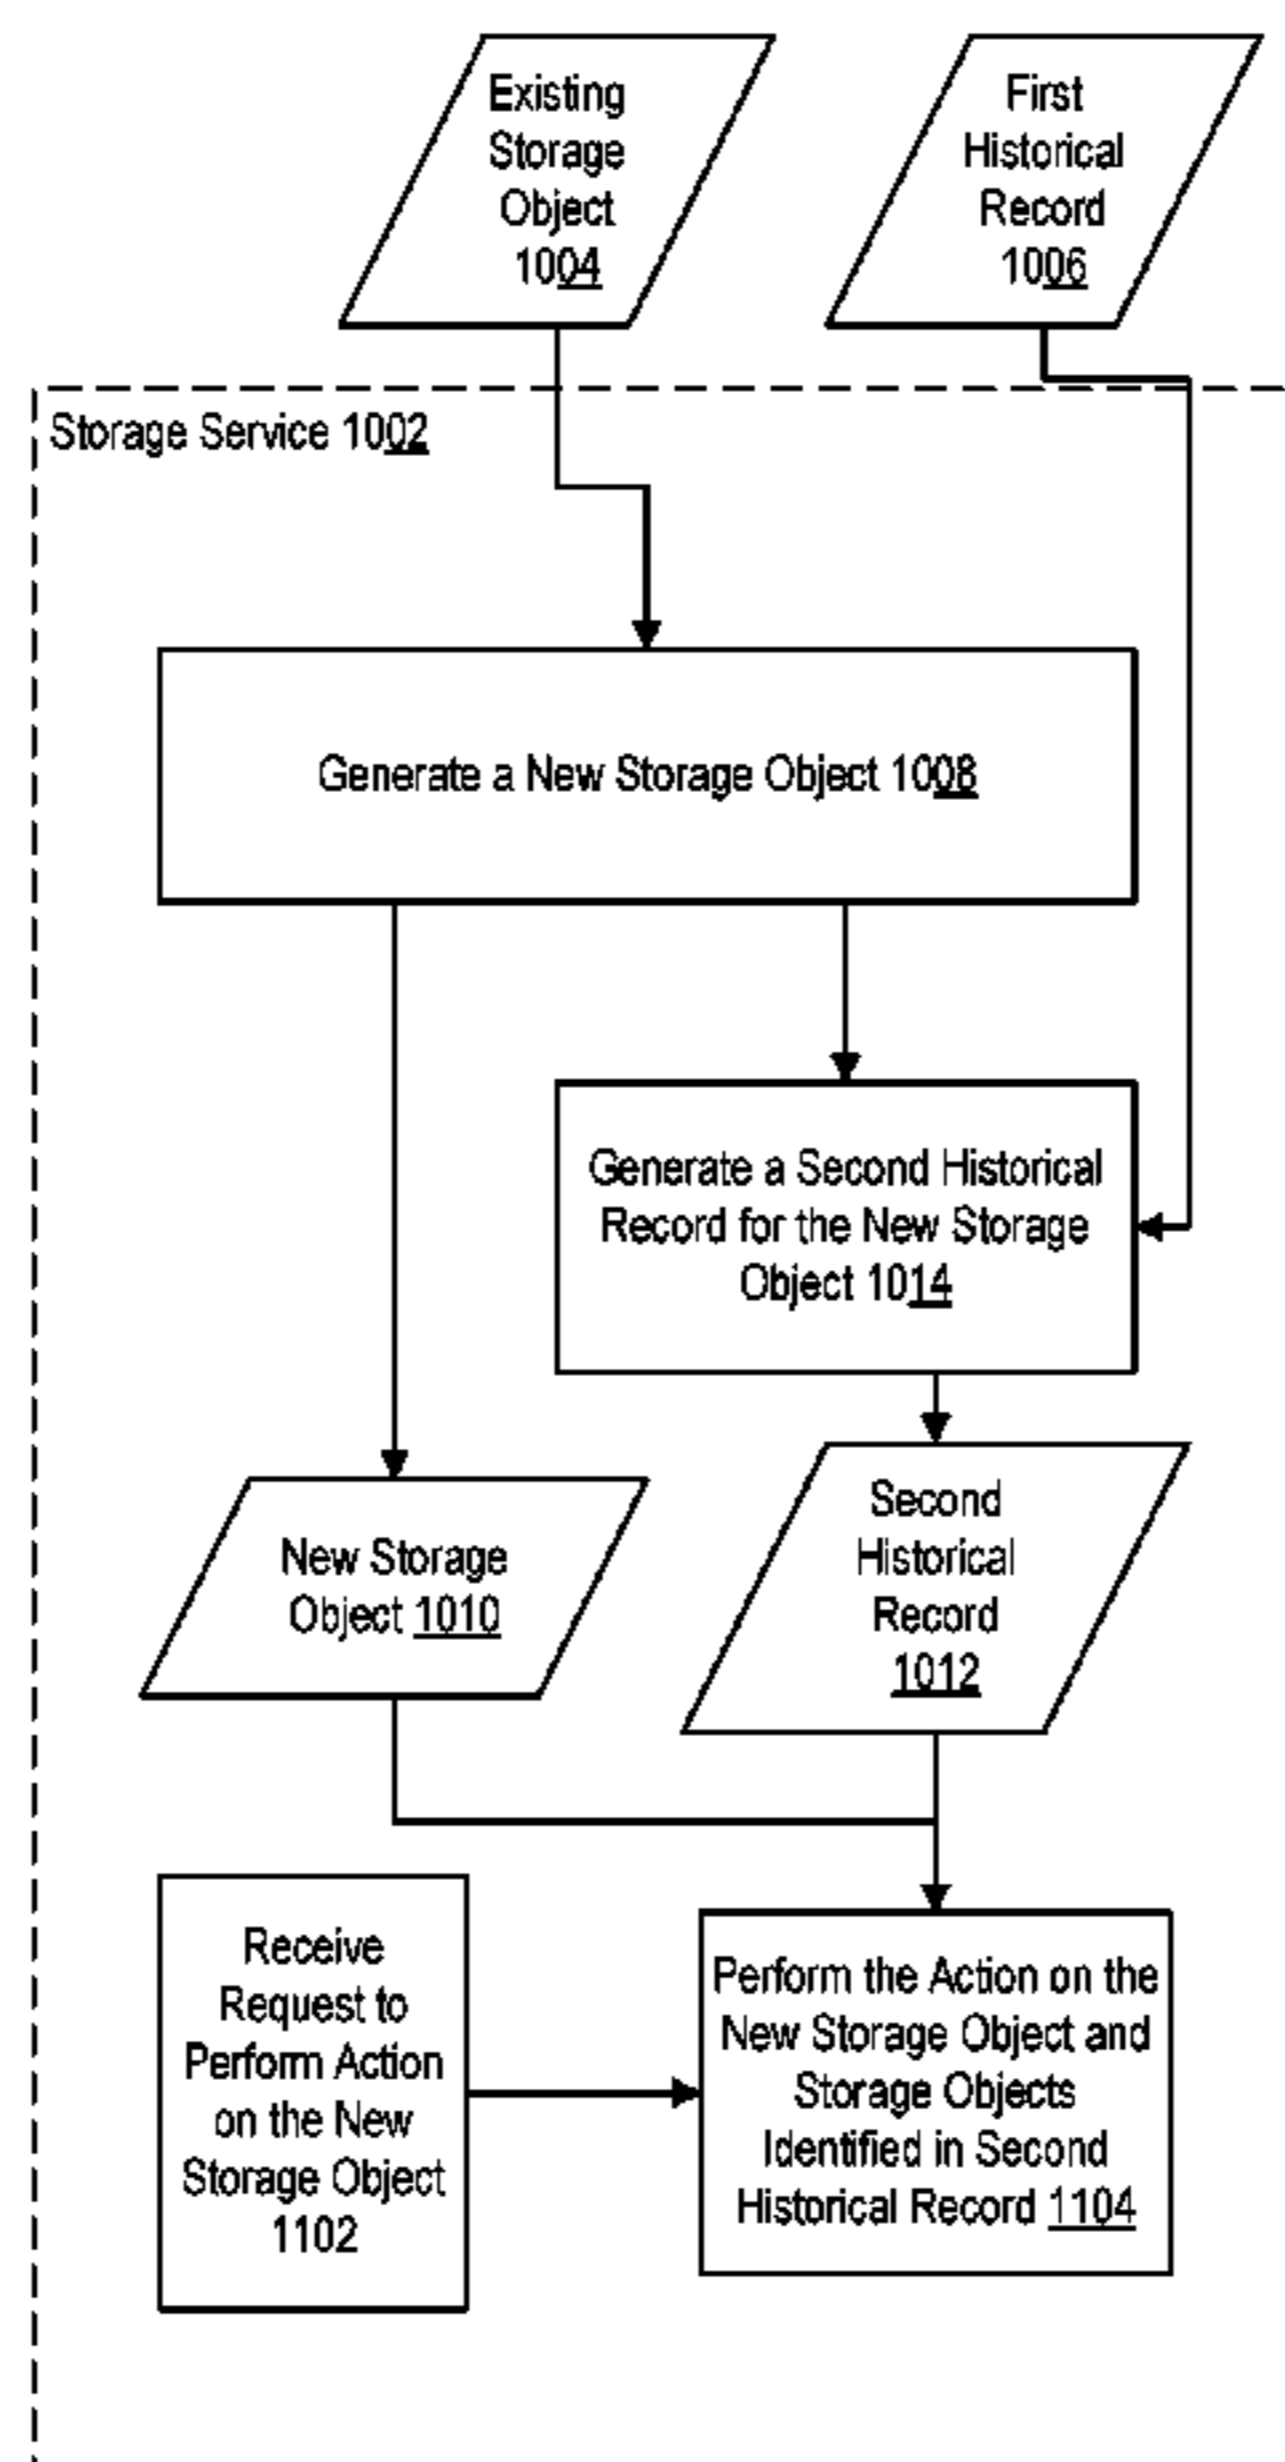 Existing
Storage
Object
1004
First
Historical
Record
1006
Storage Service 1002
Generate a New Storage Object 1008
Generate a Second Historical
Record for the New Storage
Object 1014
New Storage
Object 1010
Second
Historical
Record
1012
Receive
Request to
Perform Action
on the New
Storage Object
1102
Perform the Action on the
New Storage Object and
Storage Objects
Identified in Second
Historical Record 1104